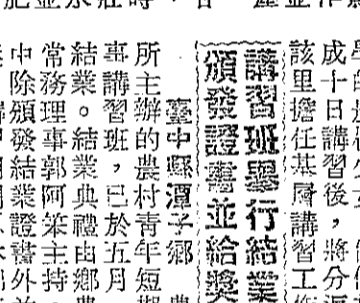 成十日講習後，將分
該里擔任基層講習工
講習班舉行結業
頒發證書並給獎
臺中縣潭子鄉
所主辦的農村青年短
事講習班，已於五月
結業。結業典禮由鄉
常務理事郭阿笨主持
中除頒發結業證書外